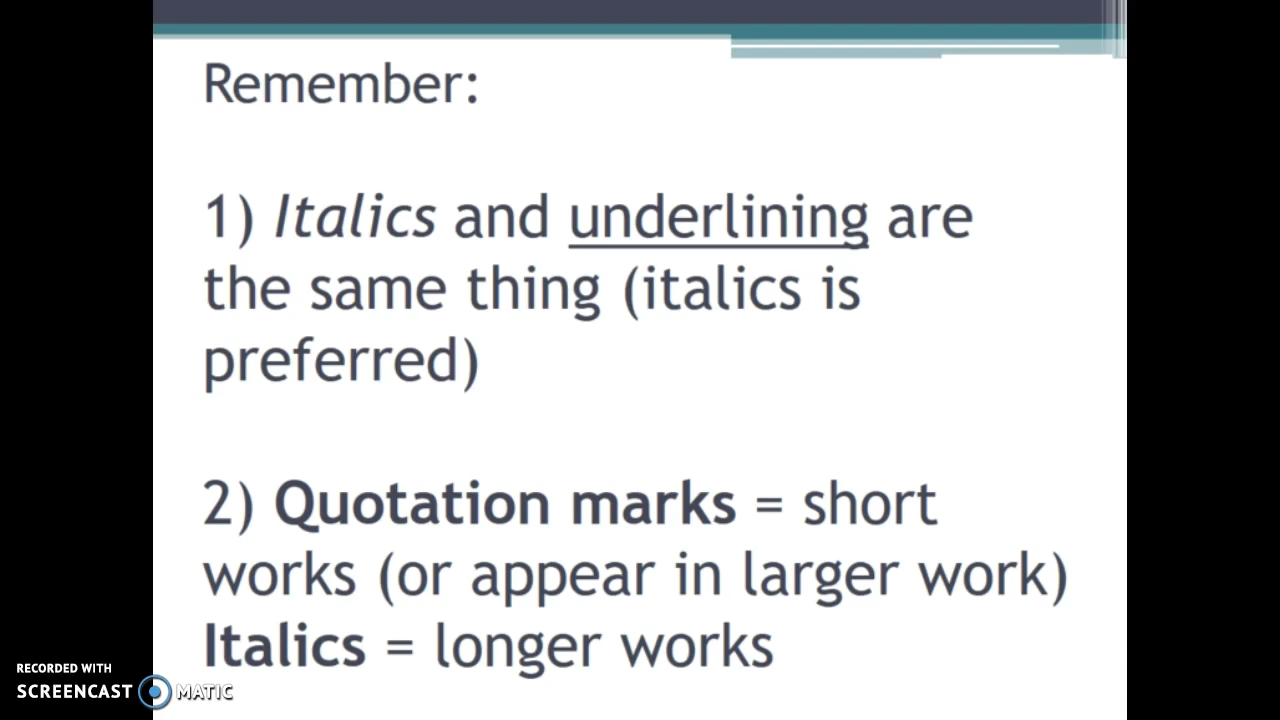 Remember:
1) Italics and underlining are
the same thing (italics is
preferred)
2) Quotation marks = short
works (or appear in larger work)
Italics = longer works
RECORDED WITH
SCREENCAST MATIC